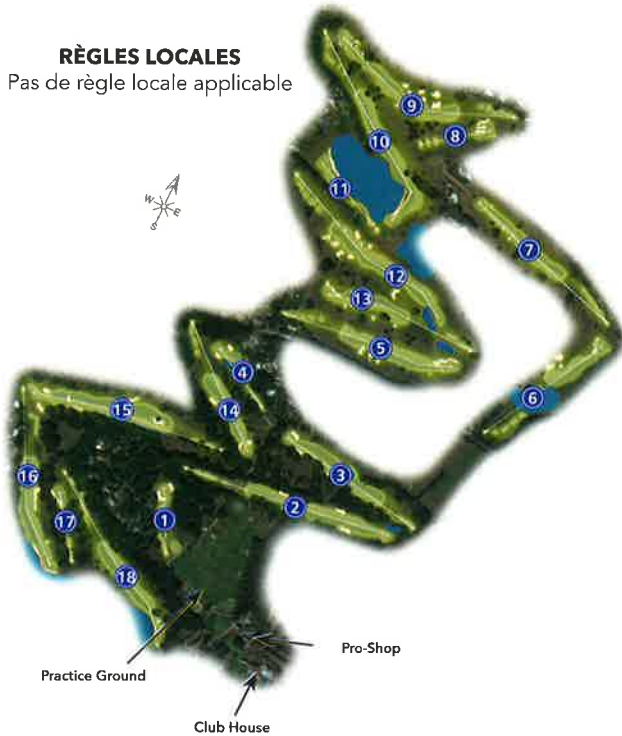 RÈGLES LOCALES
Pas de règle locale applicable
9
8
10
11
7
W
E
S
12
13
5
6
4
15
14
3
16
2
17
1
18
Pro-Shop
Practice Ground
Club House